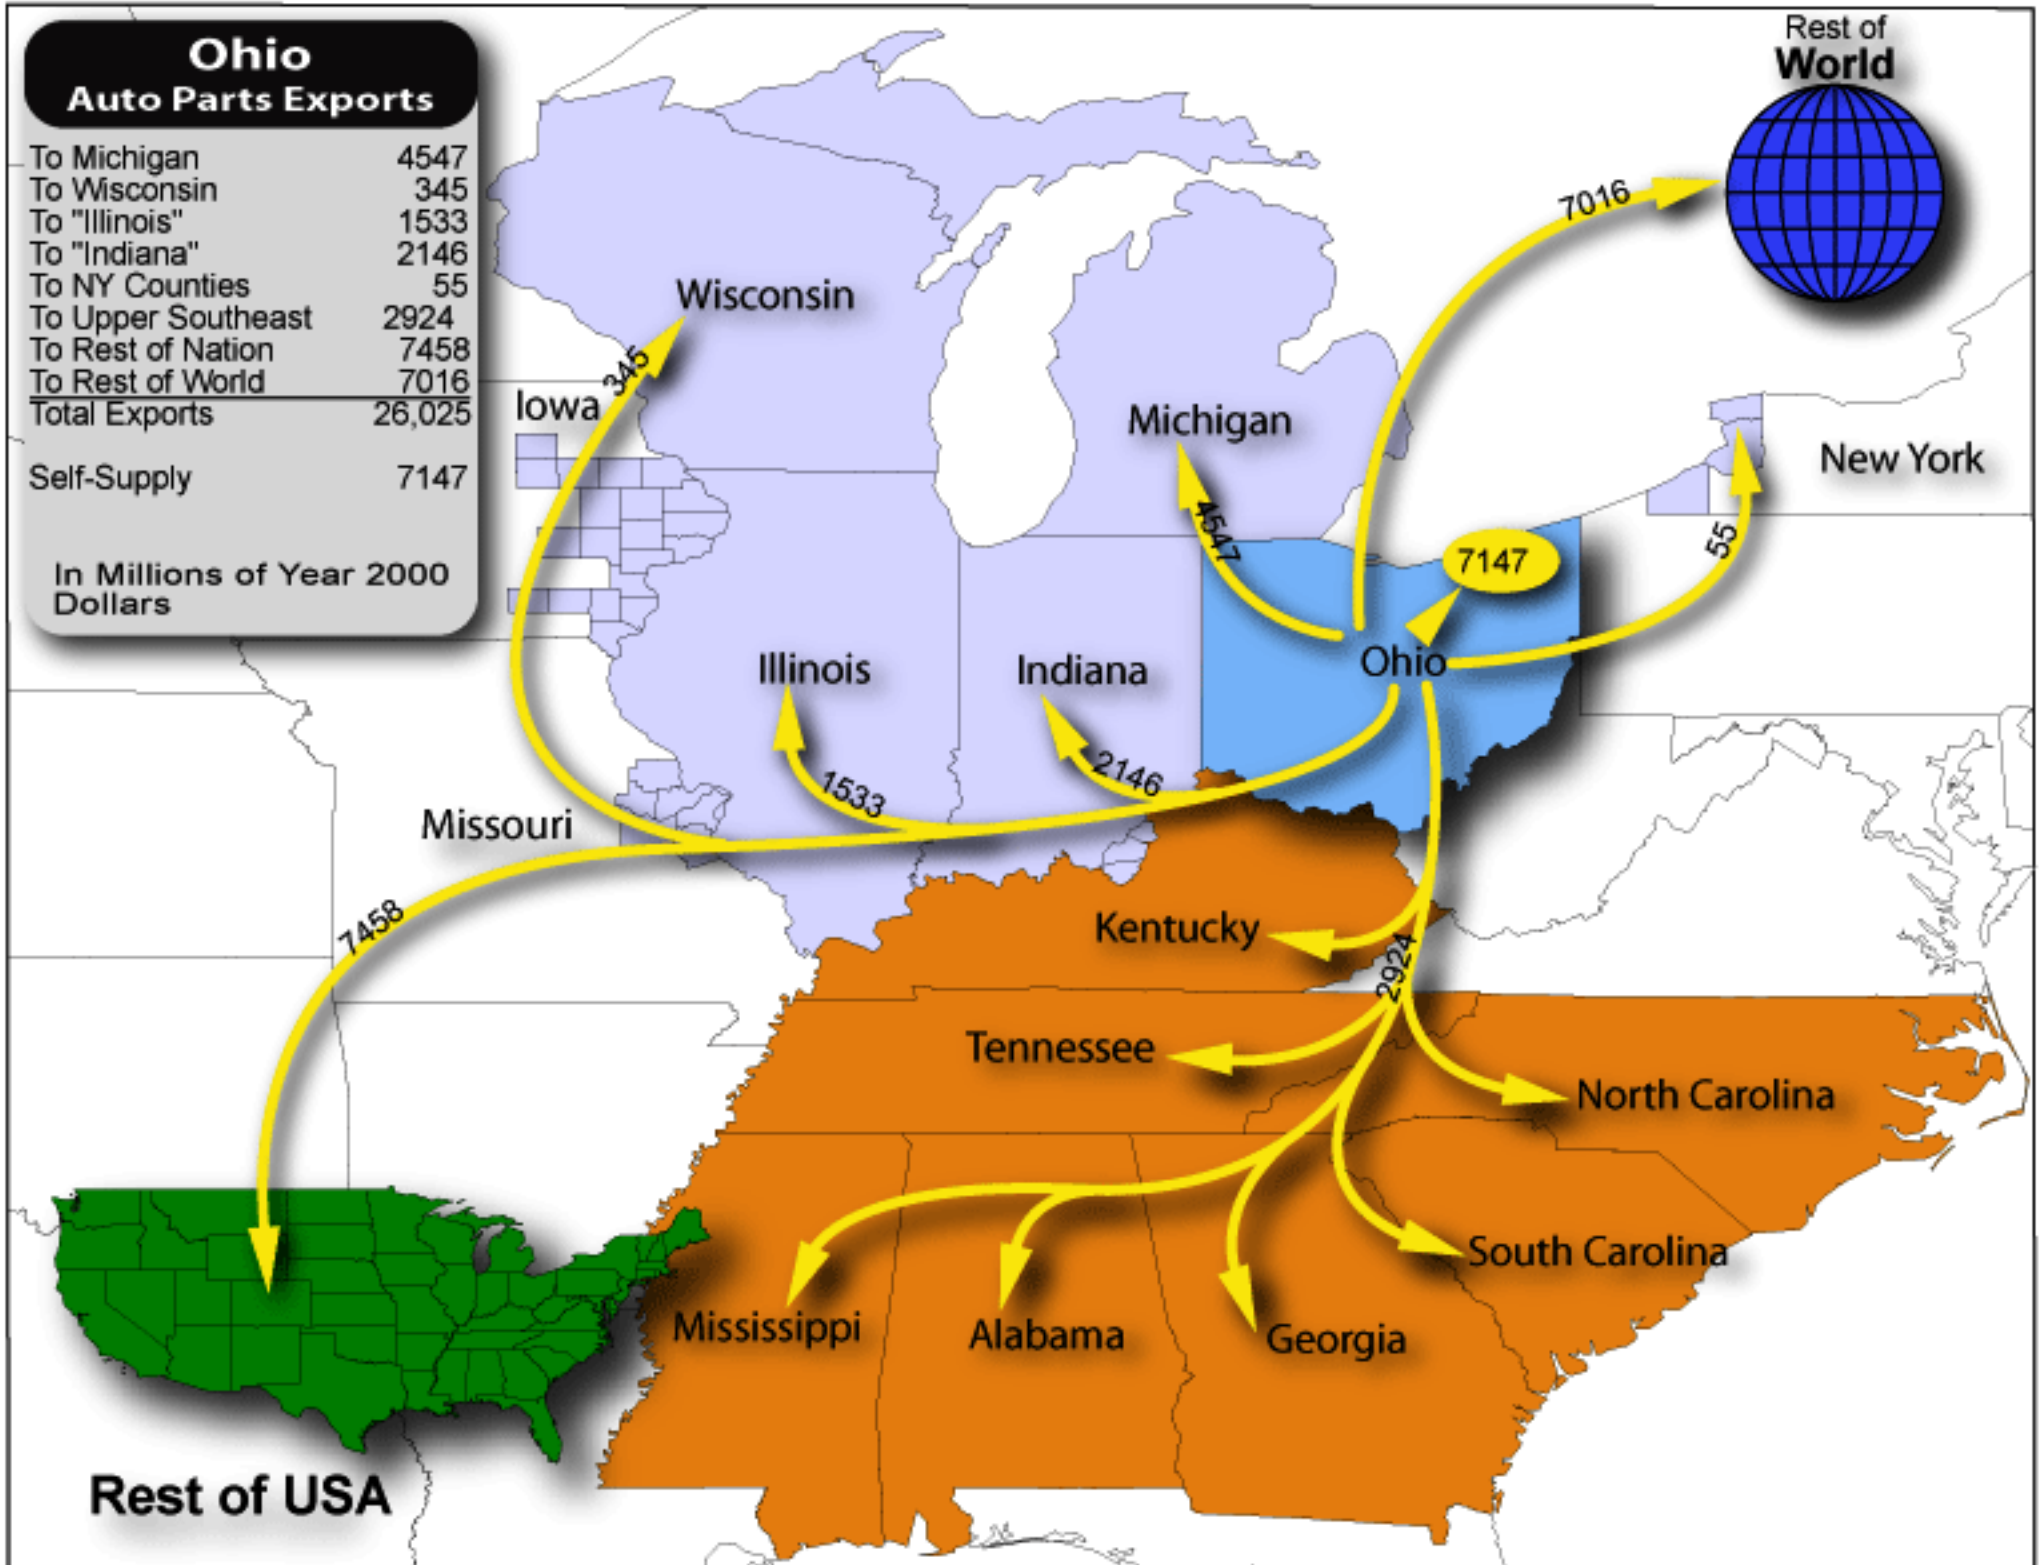 Ohio
Auto Parts Exports
To Michigan 4547
To Wisconsin 345
To "Illinois" 1533
To "Indiana" 2146
To NY Counties 55
To Upper Southeast 2924
To Rest of Nation 7458
To Rest of World 7016
Total Exports 26,025
Self-Supply 7147
In Millions of Year 2000
Dollars
Rest of
World
7016
Wisconsin
345
Iowa
Michigan
New York
4547
55
7147
Ohio
Illinois
Indiana
2146
1533
Missouri
7458
Kentucky
2924
Tennessee
North Carolina
South Carolina
Mississippi
Alabama
Georgia
Rest of USA